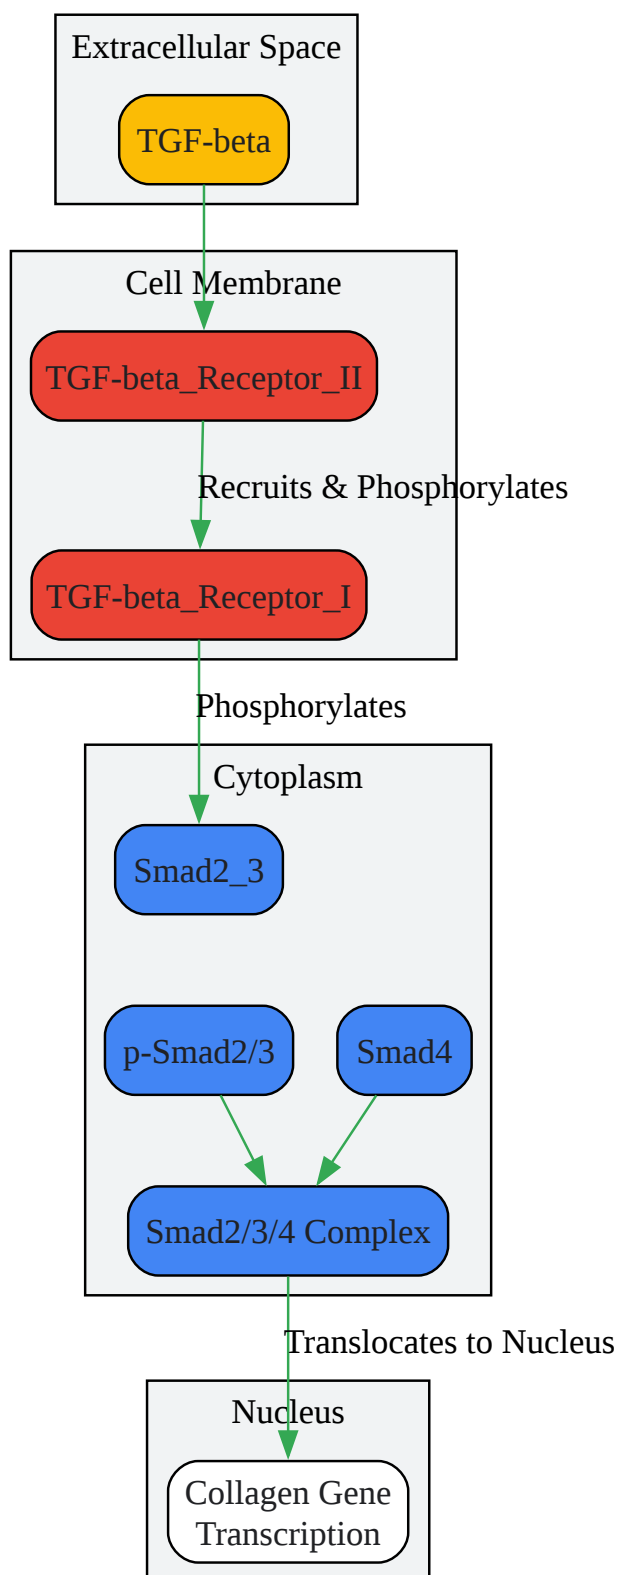 Extracellular Space
TGF-beta
Cell Membrane
TGF-beta_Receptor_II
Recruits & Phosphorylates
TGF-beta_Receptor_I
Phosphorylates
Cytoplasm
Smad2_3
p-Smad2/3
Smad4
Smad2/3/4 Complex
Translocates to Nucleus
Nucleus
Collagen Gene
Transcription